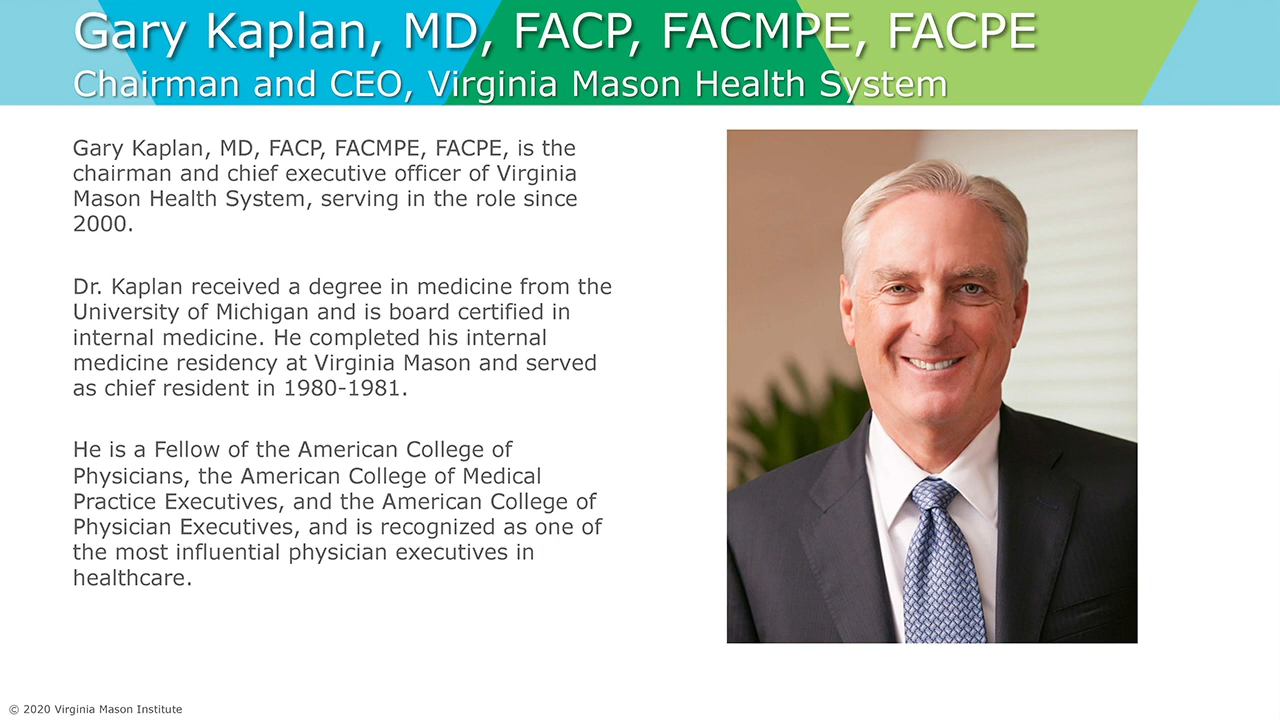 Gary Kaplan, MD, FACP, FACMPE, FACPE
Chairman and CEO, Virginia Mason Health System
Gary Kaplan, MD, FACP, FACMPE, FACPE, is the
chairman and chief executive officer of Virginia
Mason Health System, serving in the role since
2000.
Dr. Kaplan received a degree in medicine from the
University of Michigan and is board certified in
internal medicine. He completed his internal
medicine residency at Virginia Mason and served
as chief resident in 1980-1981.
He is a Fellow of the American College of
Physicians, the American College of Medical
Practice Executives, and the American College of
Physician Executives, and is recognized as one of
the most influential physician executives in
healthcare.
© 2020 Virginia Mason Institute